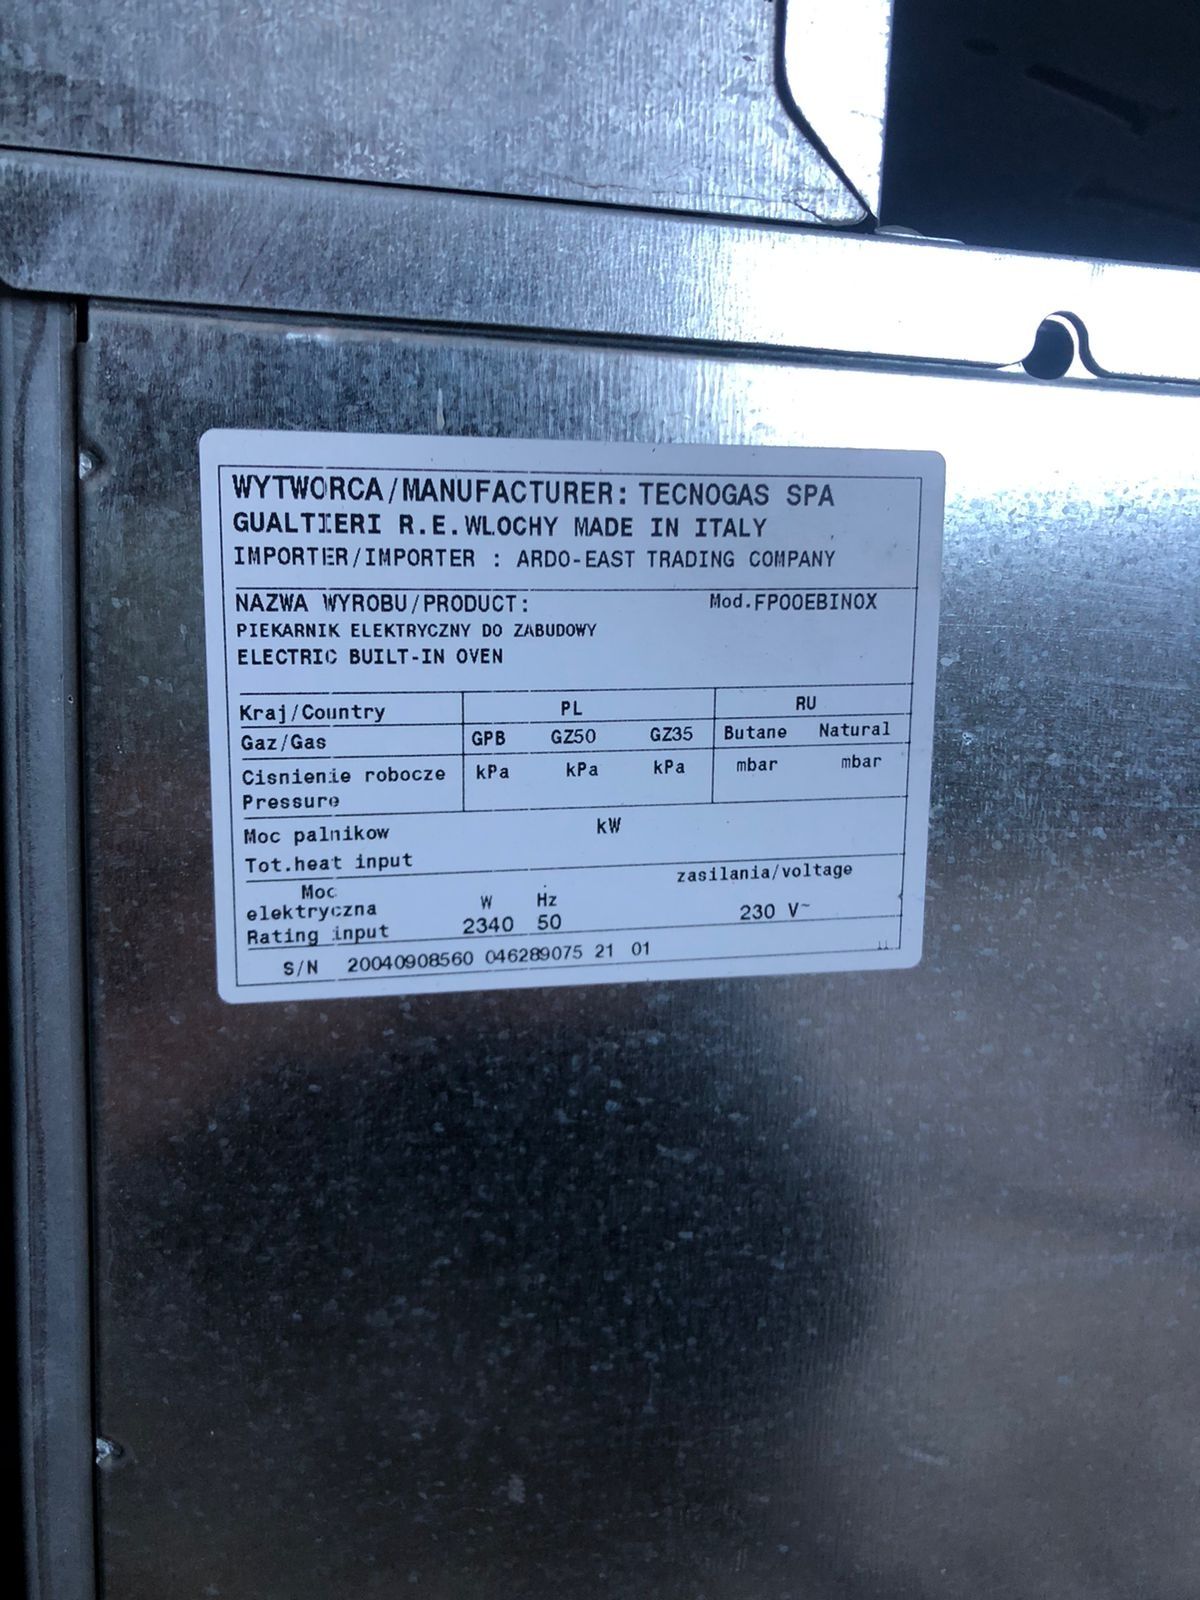 WYTWORCA/MANUFACTURER: TECNOGAS SPA
GUALTIERI R.E.WLOCHY MADE IN ITALY
IMPORTIER/IMPORTER : ARDO-EAST TRADING COMPANY
NAZWA WYROBU/PRODUCT: Mod.FPOOEBINOX
PIEKARNIK ELEKTRYCZNY DO ZABUDOWY
ELECTRIC BUILT-IN OVEN
Kraj/Country PL RU
Gaz/Gas GPB GZ50 GZ35 Butane Natural
Cisnienie robocze kPa kPa kPa mbar mbar
Pressure
Moc palnikow kW
Tot.heat input
Moc zasilania/voltage
elektryczna W Hz
Rating input 2340 50 230 V~
S/N 20040908560 046289075 21 01